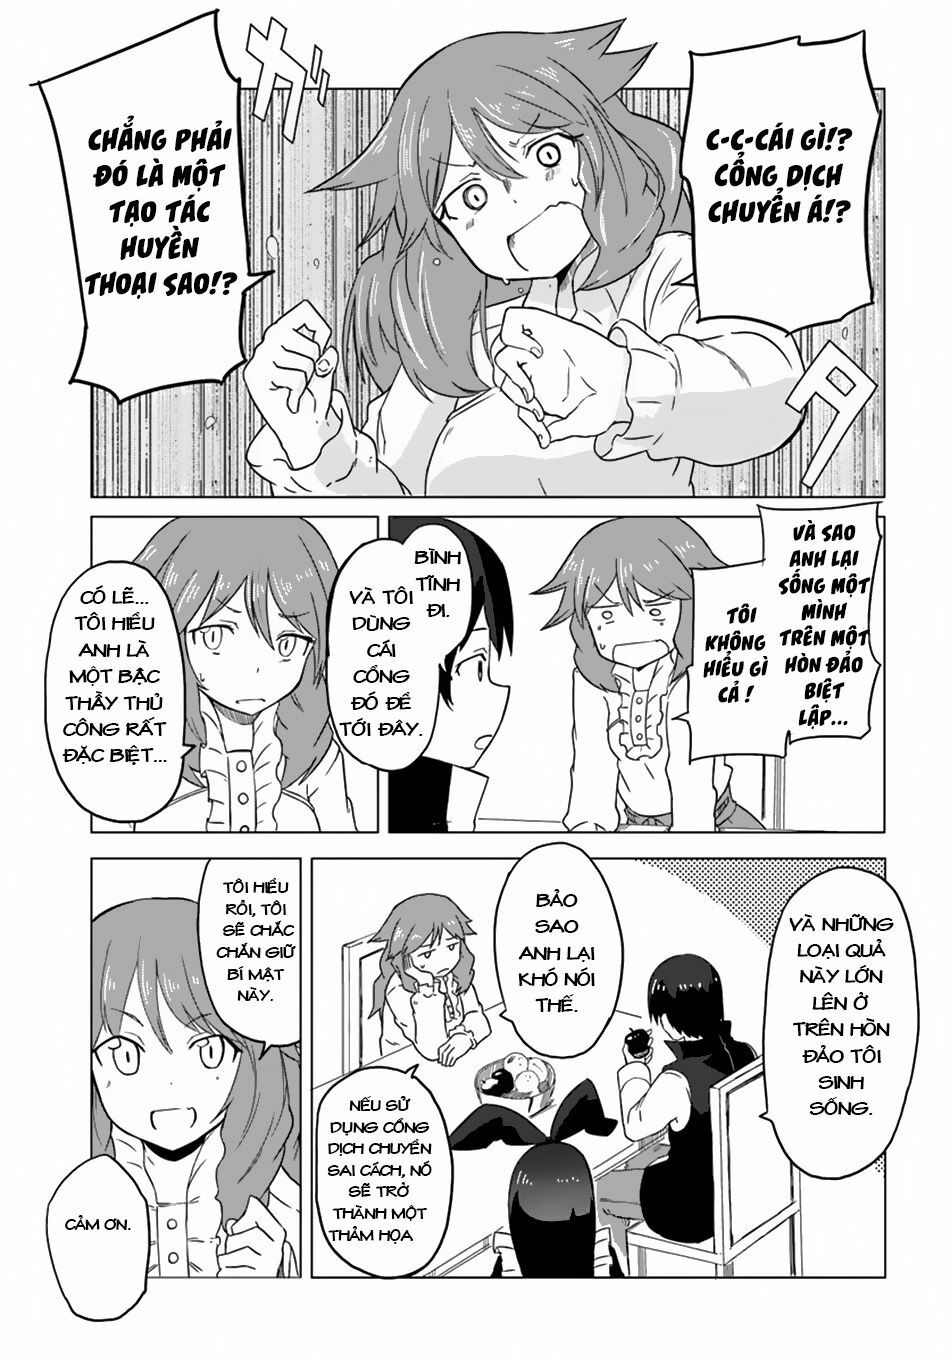 C-C-CÁI GÌ!?
CỔNG DỊCH
CHUYỂN Á!?
CHẲNG PHẢI
ĐÓ LÀ MỘT
TẠO TÁC
HUYỀN
THOẠI SAO!?
ガガ
タ
VÀ SAO
ANH LẠI
SỐNG MỘT
MÌNH
TRÊN MỘT
HÒN ĐẢO
BIỆT
LẬP...
TÔI
KHÔNG
HIỂU GÌ
CẢ !
BÌNH
TĨNH
ĐI.
VÀ TÔI
DÙNG
CÁI
CỔNG
ĐÓ ĐỂ
TỚI ĐÂY.
CÓ LẼ...
TÔI HIỂU
ANH LÀ
MỘT BẬC
THẦY THỦ
CÔNG RẤT
ĐẶC BIỆT...
VÀ NHỮNG
LOẠI QUẢ
NÀY LỚN
LÊN Ở
TRÊN HÒN
ĐẢO TÔI
SINH
SỐNG.
BẢO
SAO
ANH LẠI
KHÓ NÓI
THẾ.
NẾU SỬ
DỤNG CỔNG
DỊCH CHUYỂN
SAI CÁCH, NÓ
SẼ TRỞ
THÀNH MỘT
THẢM HỌA
TÔI HIỂU
RỒI, TÔI
SẼ CHẮC
CHẮN GIỮ
BÍ MẬT
NÀY.
CẢM ƠN.